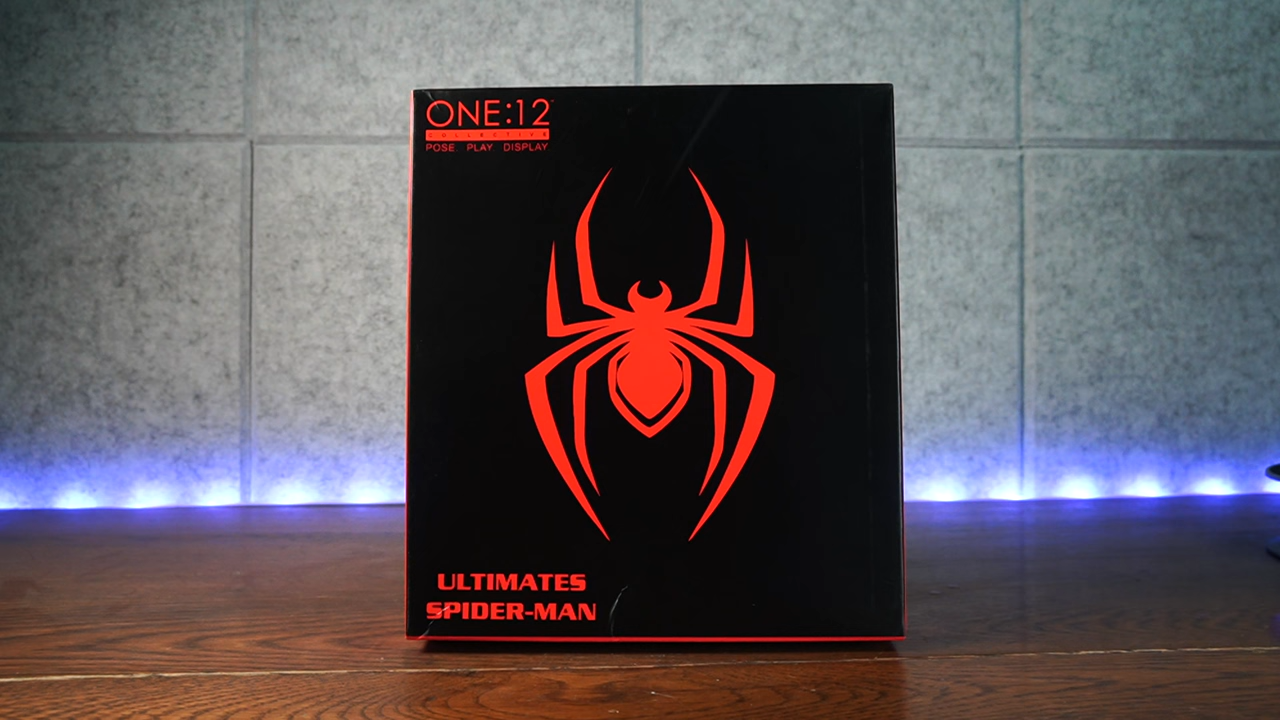 ONE:12
COLLECTIVE
POSE PLAY DISPLAY
ULTIMATES
SPIDER-MAN